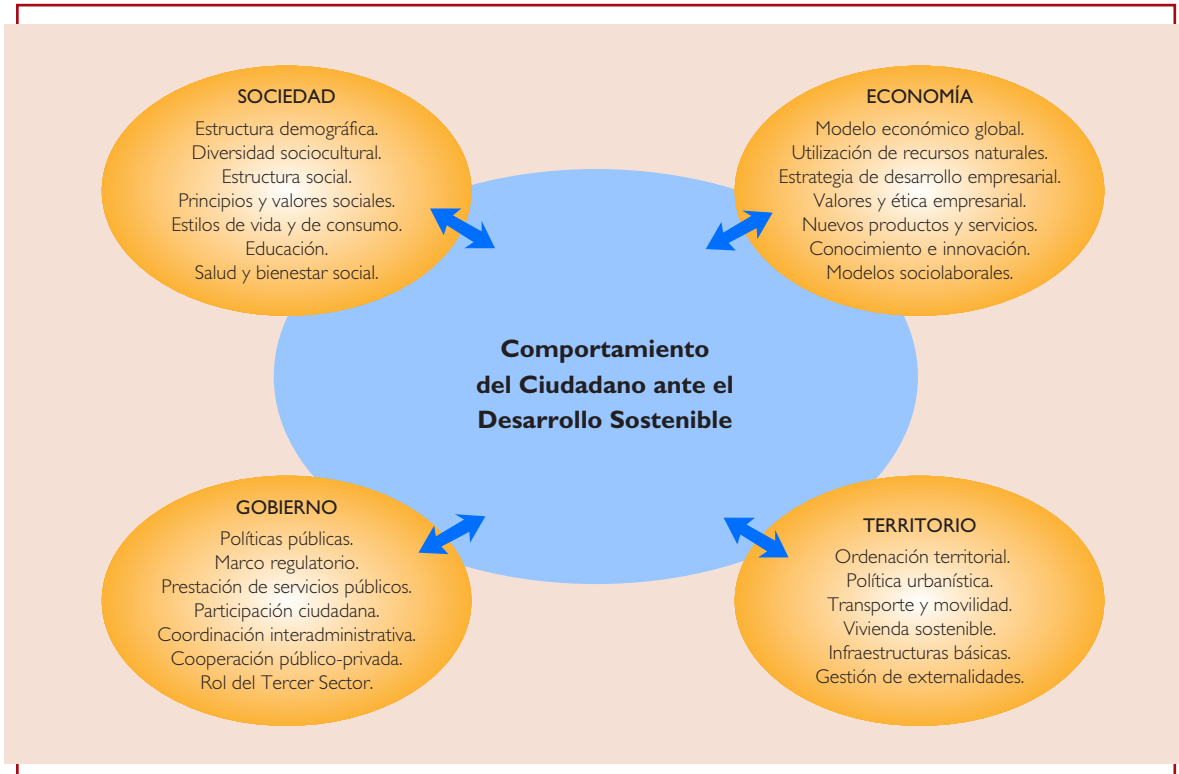 SOCIEDAD
Estructura demográfica.
Diversidad sociocultural.
Estructura social.
Principios y valores sociales.
Estilos de vida y de consumo.
Educación.
Salud y bienestar social.
ECONOMÍA
Modelo económico global.
Utilización de recursos naturales.
Estrategia de desarrollo empresarial.
Valores y ética empresarial.
Nuevos productos y servicios.
Conocimiento e innovación.
Modelos sociolaborales.
Comportamiento
del Ciudadano ante el
Desarrollo Sostenible
GOBIERNO
Políticas públicas.
Marco regulatorio.
Prestación de servicios públicos.
Participación ciudadana.
Coordinación interadministrativa.
Cooperación público-privada.
Rol del Tercer Sector.
TERRITORIO
Ordenación territorial.
Política urbanística.
Transporte y movilidad.
Vivienda sostenible.
Infraestructuras básicas.
Gestión de externalidades.